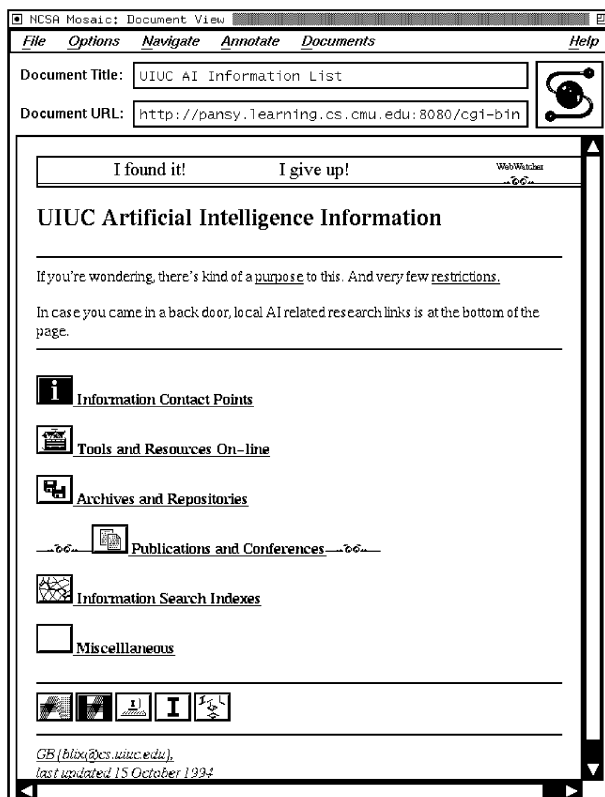 NCSA Mosaic: Document View
File Options Navigate Annotate Documents Help
Document Title: UIUC AI Information List
Document URL: http://pansy.learning.cs.cmu.edu:8080/cgi-bin
I found it! I give up! WebWatcher
UIUC Artificial Intelligence Information
If you're wondering, there's kind of a purpose to this. And very few restrictions.
In case you came in a back door, local AI related research links is at the bottom of the
page.
i Information Contact Points
Tools and Resources On-line
Archives and Repositories
Publications and Conferences
Information Search Indexes
Miscelllaneous
I
GB (blix@cs.uiuc.edu),
last updated 15 October 1994